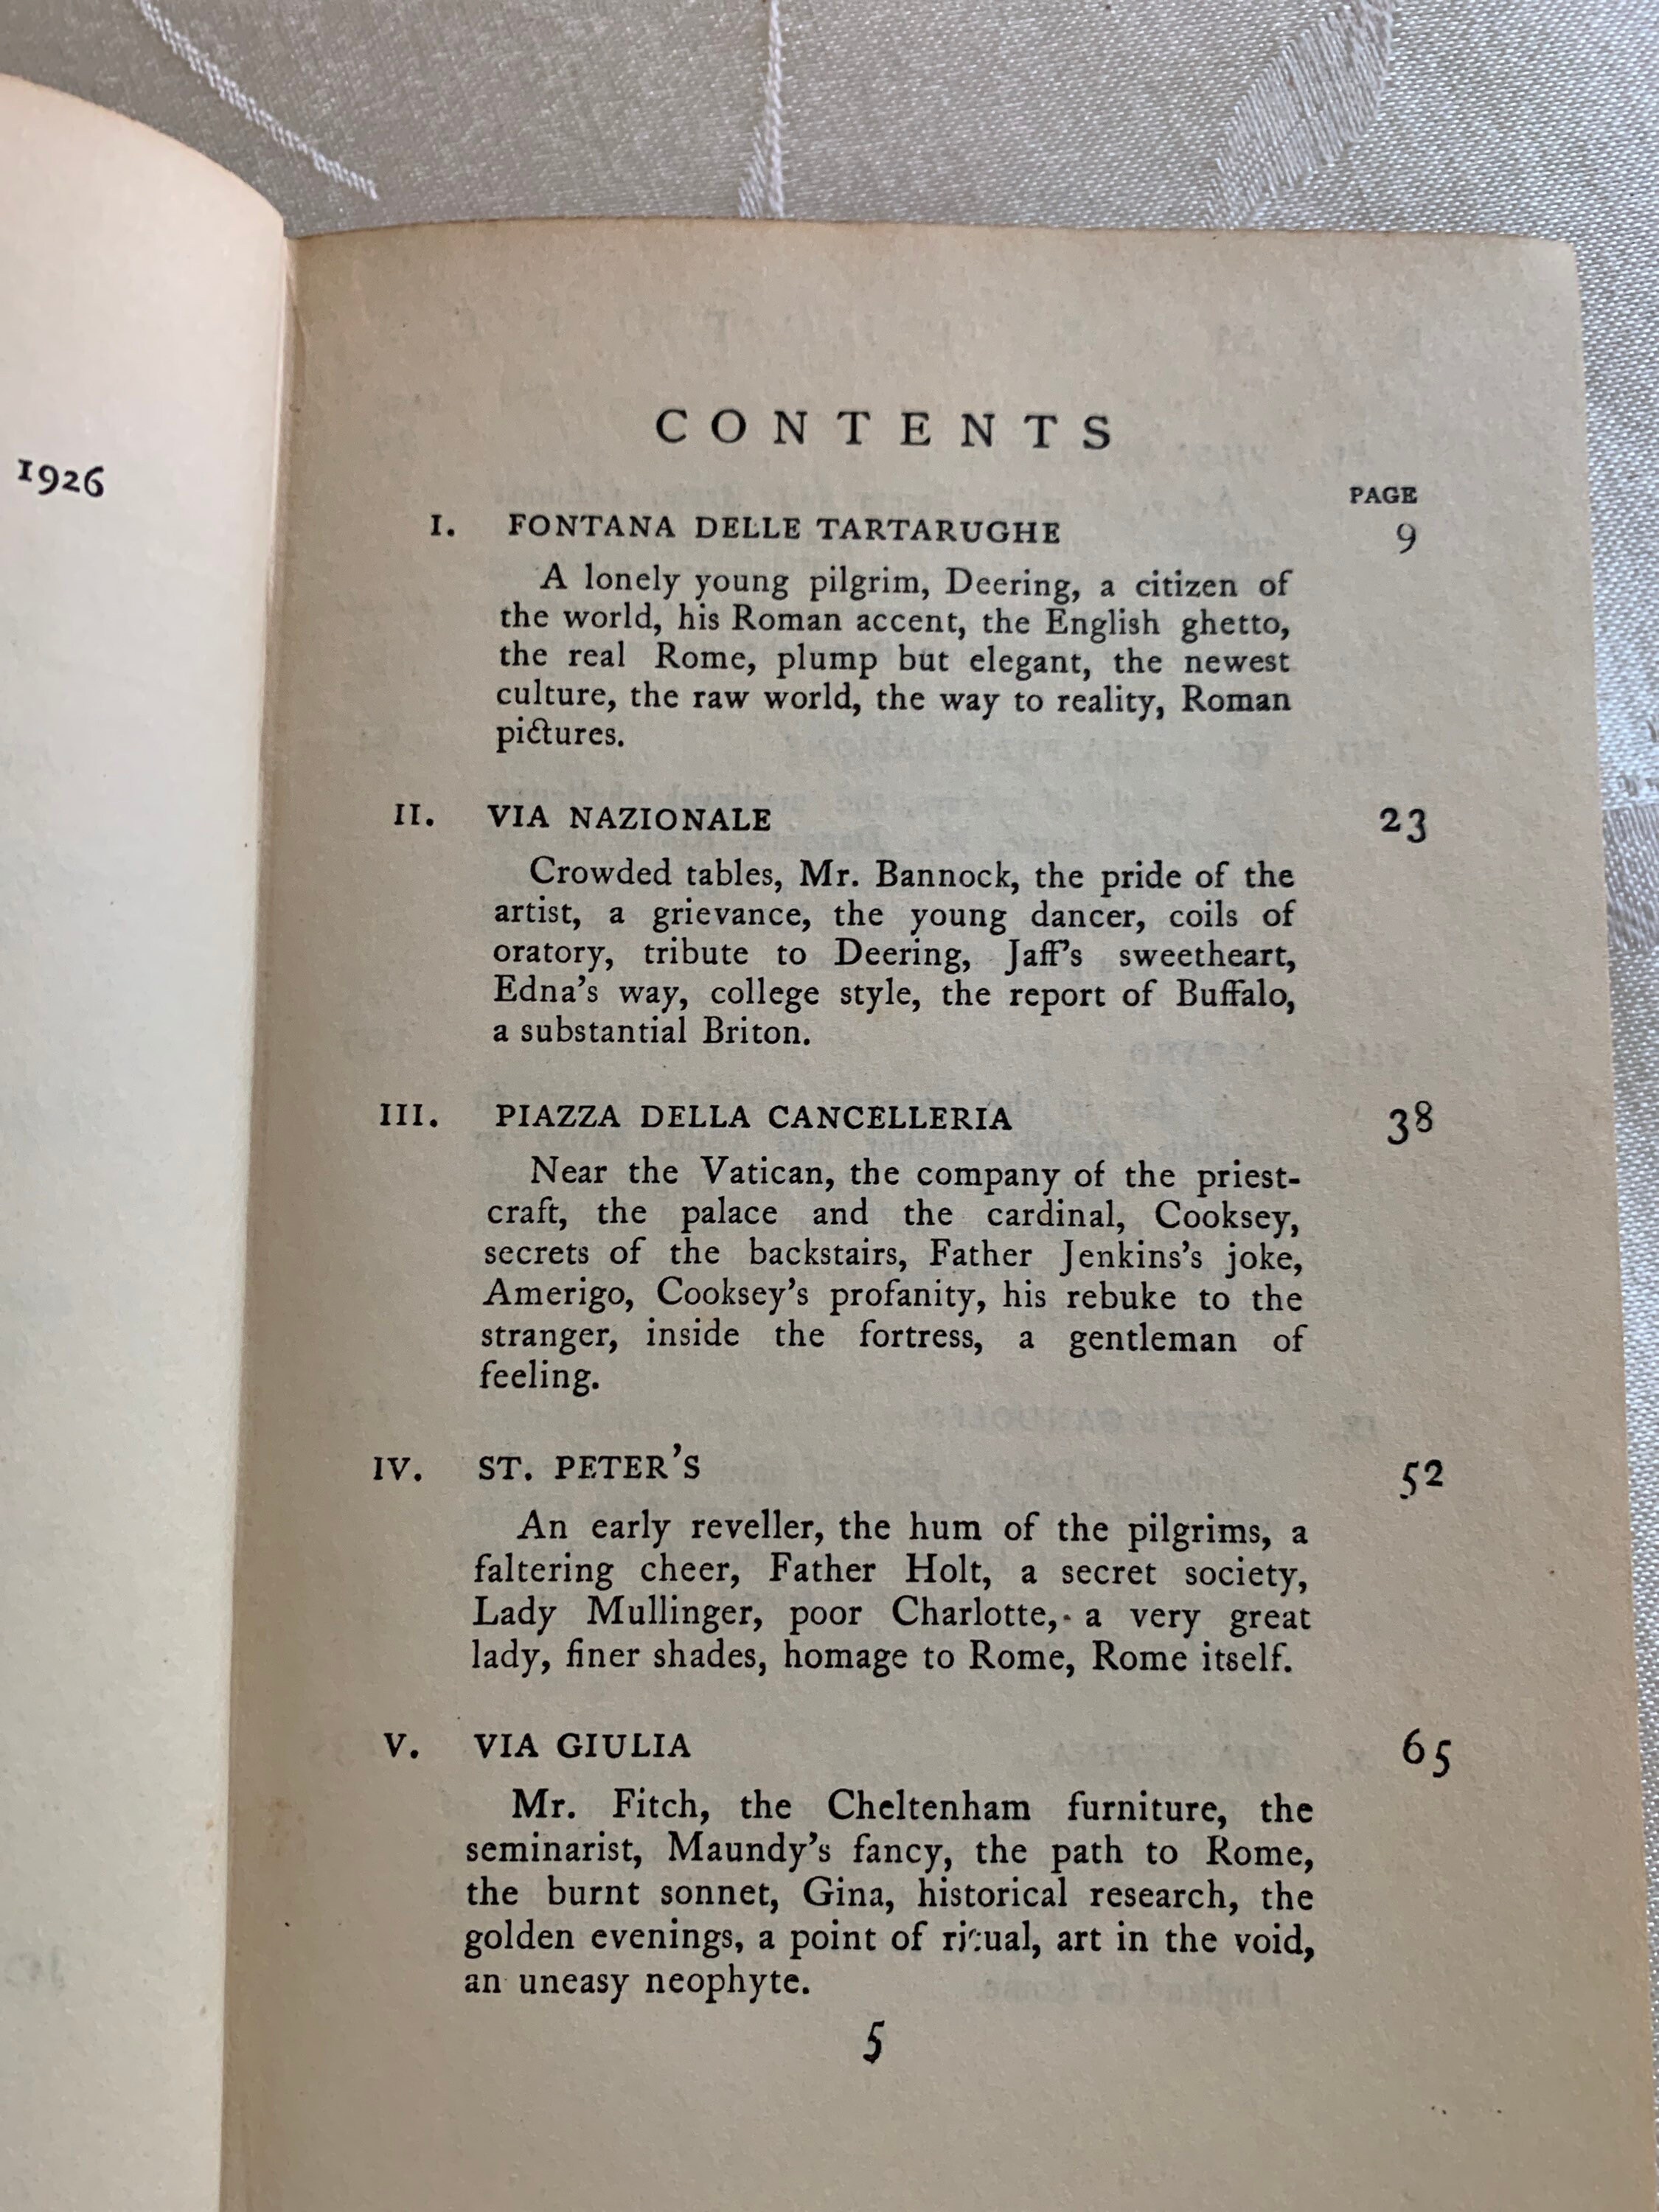 1926
CONTENTS
PAGE
I. FONTANA DELLE TARTARUGHE 9
A lonely young pilgrim, Deering, a citizen of
the world, his Roman accent, the English ghetto,
the real Rome, plump but elegant, the newest
culture, the raw world, the way to reality, Roman
pictures.
II. VIA NAZIONALE 23
Crowded tables, Mr. Bannock, the pride of the
artist, a grievance, the young dancer, coils of
oratory, tribute to Deering, Jaff's sweetheart,
Edna's way, college style, the report of Buffalo,
a substantial Briton.
III. PIAZZA DELLA CANCELLERIA 38
Near the Vatican, the company of the priest-
craft, the palace and the cardinal, Cooksey,
secrets of the backstairs, Father Jenkins's joke,
Amerigo, Cooksey's profanity, his rebuke to the
stranger, inside the fortress, a gentleman of
feeling.
IV. ST. PETER'S 52
An early reveller, the hum of the pilgrims, a
faltering cheer, Father Holt, a secret society,
Lady Mullinger, poor Charlotte, a very great
lady, finer shades, homage to Rome, Rome itself.
V. VIA GIULIA 65
Mr. Fitch, the Cheltenham furniture, the
seminarist, Maundy's fancy, the path to Rome,
the burnt sonnet, Gina, historical research, the
golden evenings, a point of ritual, art in the void,
an uneasy neophyte.
5